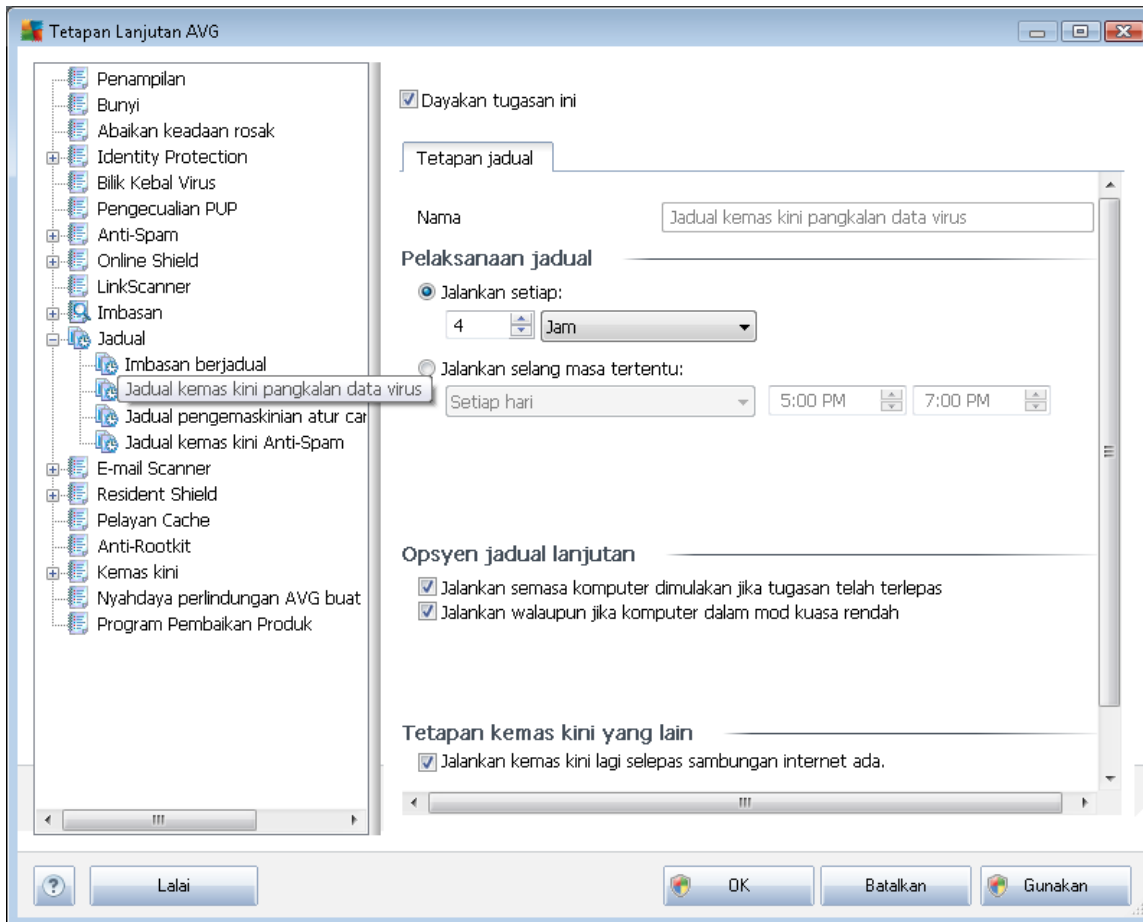 Tetapan Lanjutan AVG
Penampilan
Bunyi
Abaikan keadaan rosak
Identity Protection
Bilik Kebal Virus
Pengecualian PUP
Anti-Spam
Online Shield
LinkScanner
Imbasan
Jadual
Imbasan berjadual
Jadual kemas kini pangkalan data virus
Jadual pengemaskinian atur car
Jadual kemas kini Anti-Spam
E-mail Scanner
Resident Shield
Pelayan Cache
Anti-Rootkit
Kemas kini
Nyahdaya perlindungan AVG buat
Program Pembaikan Produk
Dayakan tugasan ini
Tetapan jadual
Nama Jadual kemas kini pangkalan data virus
Pelaksanaan jadual
Jalankan setiap:
4 Jam
Jalankan selang masa tertentu:
Setiap hari 5:00 PM 7:00 PM
Opsyen jadual lanjutan
Jalankan semasa komputer dimulakan jika tugasan telah terlepas
Jalankan walaupun jika komputer dalam mod kuasa rendah
Tetapan kemas kini yang lain
Jalankan kemas kini lagi selepas sambungan internet ada.
? Lalai OK Batalkan Gunakan